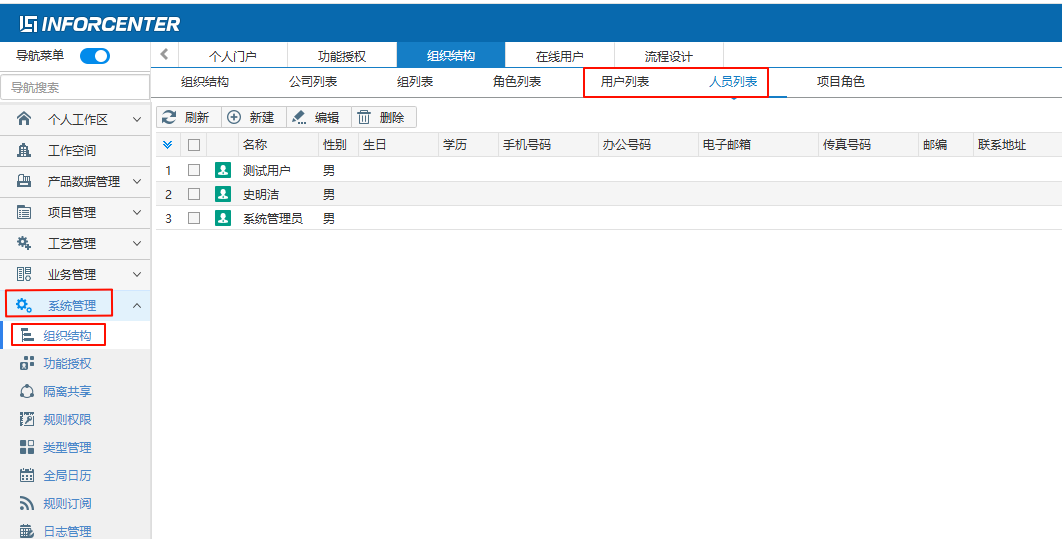 INFORCENTER
导航菜单
个人门户 功能授权 组织结构 在线用户 流程设计
导航搜索
组织结构 公司列表 组列表 角色列表 用户列表 人员列表 项目角色
刷新 新建 编辑 删除
名称 性别 生日 学历 手机号码 办公号码 电子邮箱 传真号码 邮编 联系地址
1 测试用户 男
2 史明洁 男
3 系统管理员 男
个人工作区
工作空间
产品数据管理
项目管理
工艺管理
业务管理
系统管理
组织结构
功能授权
隔离共享
规则权限
类型管理
全局日历
规则订阅
日志管理